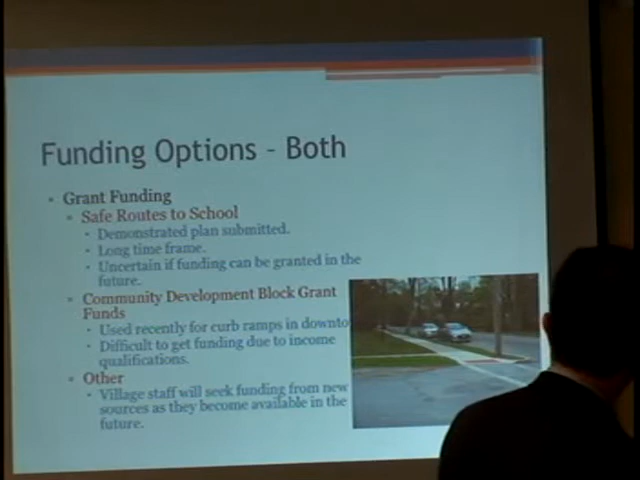 Funding Options - Both
Grant Funding
Safe Routes to School
Demonstrated plan submitted.
Long time frame.
Uncertain if funding can be granted in the
future.
Community Development Block Grant
Funds
Used recently for curb ramps in downto
Difficult to get funding due to income
qualifications.
Other
Village staff will seek funding from new
sources as they become available in the
future.